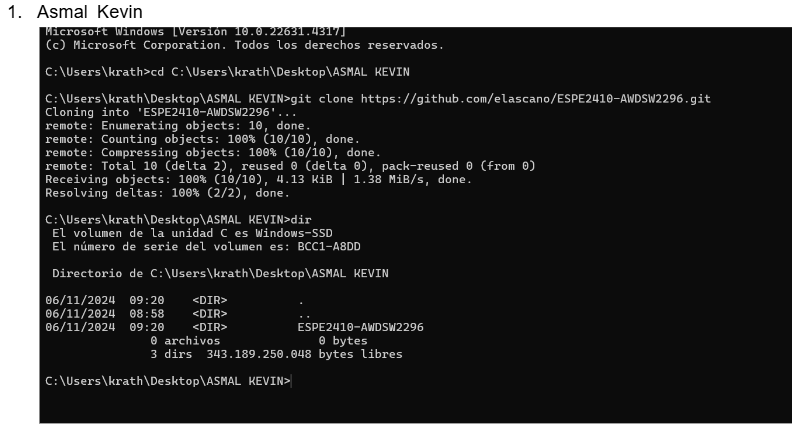 1. Asmal Kevin
Microsoft Windows [Versión 10.0.22631.4317]
(c) Microsoft Corporation. Todos los derechos reservados.
C:\Users\krath>cd C:\Users\krath\Desktop\ASMAL KEVIN
C:\Users\krath\Desktop\ASMAL KEVIN>git clone https://github.com/elascano/ESPE2410-AWDSW2296.git
Cloning into 'ESPE2410-AWDSW2296'...
remote: Enumerating objects: 10, done.
remote: Counting objects: 100% (10/10), done.
remote: Compressing objects: 100% (10/10), done.
remote: Total 10 (delta 2), reused 0 (delta 0), pack-reused 0 (from 0)
Receiving objects: 100% (10/10), 4.13 KiB | 1.38 MiB/s, done.
Resolving deltas: 100% (2/2), done.
C:\Users\krath\Desktop\ASMAL KEVIN>dir
El volumen de la unidad C es Windows-SSD
El número de serie del volumen es: BCC1-A8DD
Directorio de C:\Users\krath\Desktop\ASMAL KEVIN
06/11/2024  09:20    <DIR>          .
06/11/2024  08:58    <DIR>          ..
06/11/2024  09:20    <DIR>          ESPE2410-AWDSW2296
0 archivos              0 bytes
3 dirs  343.189.250.048 bytes libres
C:\Users\krath\Desktop\ASMAL KEVIN>